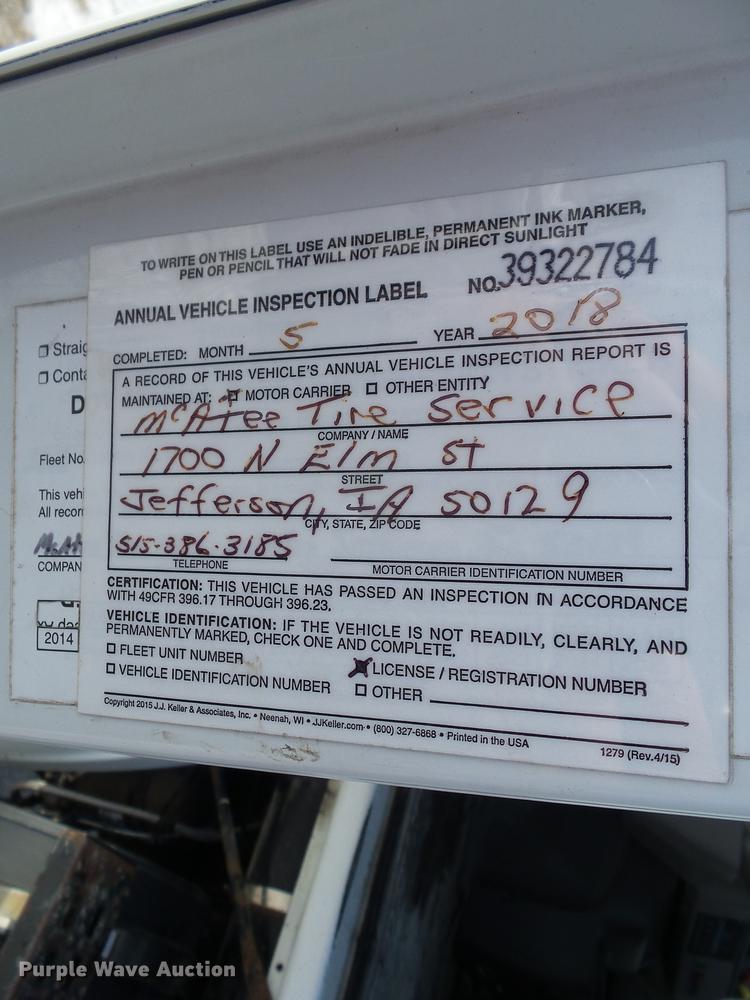 TO WRITE ON THIS LABEL USE AN INDELIBLE, PERMANENT INK MARKER,
PEN OR PENCIL THAT WILL NOT FADE IN DIRECT SUNLIGHT
ANNUAL VEHICLE INSPECTION LABEL NO. 39322784
COMPLETED: MONTH 5 YEAR 2018
A RECORD OF THIS VEHICLE'S ANNUAL VEHICLE INSPECTION REPORT IS
MAINTAINED AT: MOTOR CARRIER OTHER ENTITY
McAtee Tire Service
COMPANY / NAME
1700 N Elm ST
STREET
Jefferson, IA 50129
CITY, STATE, ZIP CODE
515-386-3185
TELEPHONE MOTOR CARRIER IDENTIFICATION NUMBER
CERTIFICATION: THIS VEHICLE HAS PASSED AN INSPECTION IN ACCORDANCE
WITH 49CFR 396.17 THROUGH 396.23.
VEHICLE IDENTIFICATION: IF THE VEHICLE IS NOT READILY, CLEARLY, AND
PERMANENTLY MARKED, CHECK ONE AND COMPLETE.
FLEET UNIT NUMBER LICENSE / REGISTRATION NUMBER
VEHICLE IDENTIFICATION NUMBER OTHER
Copyright 2015 J.J. Keller & Associates, Inc. • Neenah, WI • JJKeller.com • (800) 327-6868 • Printed in the USA 1279 (Rev.4/15)
Straig
Conta
D
Fleet No.
This vehi
All recor
McAt
COMPAN
2014
Purple Wave Auction